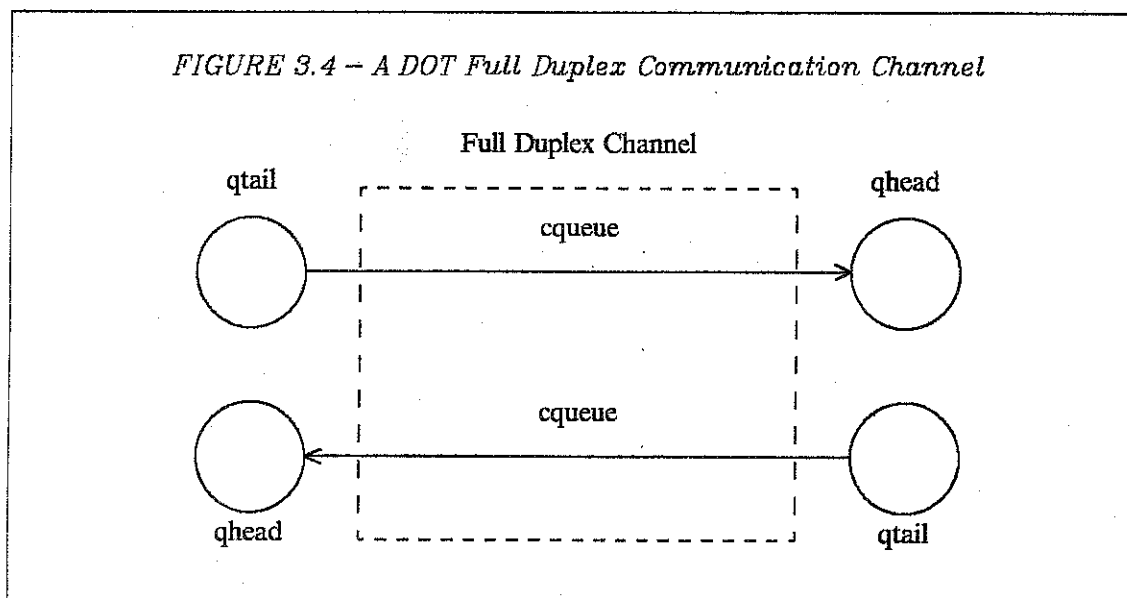 FIGURE 3.4 – A DOT Full Duplex Communication Channel
Full Duplex Channel
qtail
qhead
cqueue
cqueue
qhead
qtail